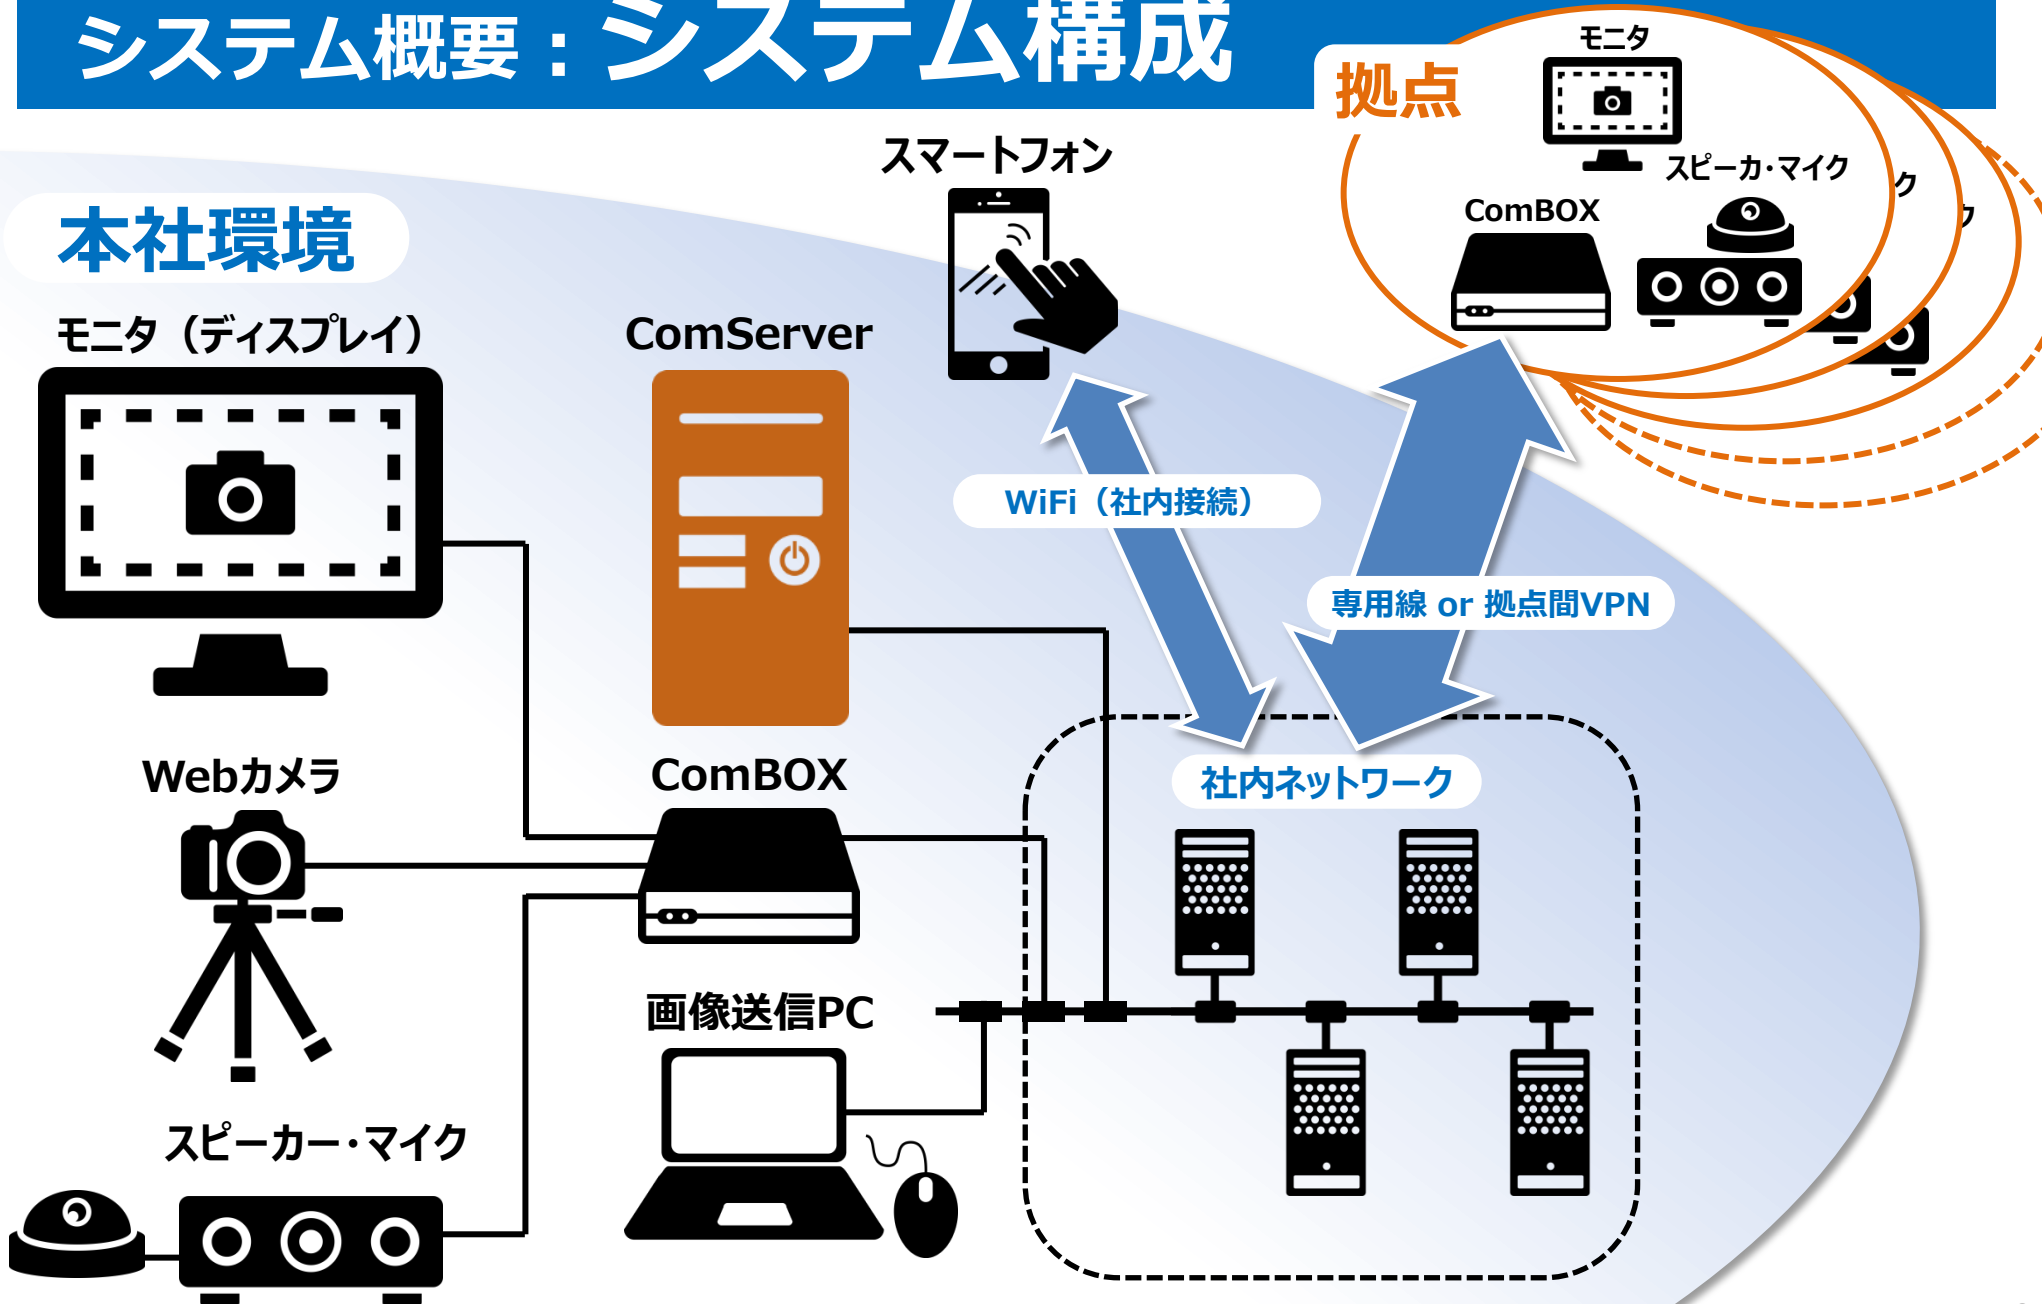 システム概要：システム構成
拠点
モニタ
スピーカ・マイク
ク
ク
ComBOX
スマートフォン
本社環境
モニタ（ディスプレイ）
ComServer
WiFi（社内接続）
専用線 or 拠点間VPN
Webカメラ
ComBOX
社内ネットワーク
画像送信PC
スピーカー・マイク